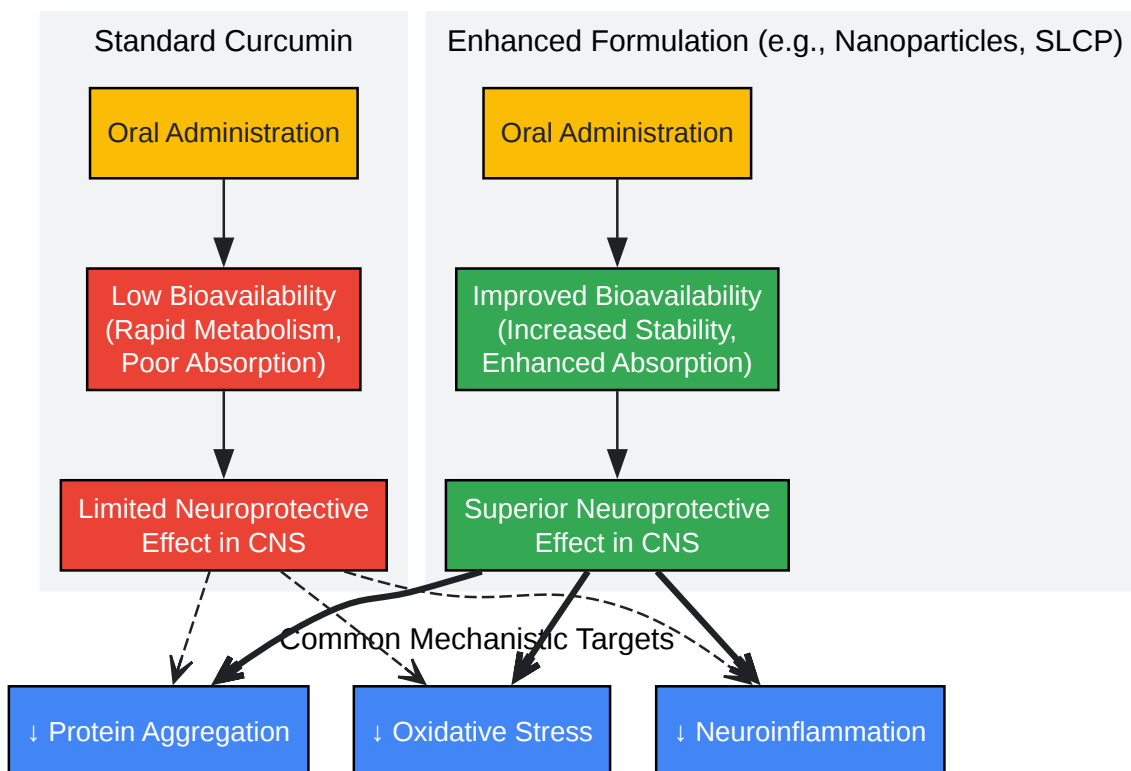 Standard Curcumin
Oral Administration
Low Bioavailability
(Rapid Metabolism,
Poor Absorption)
Limited Neuroprotective
Effect in CNS
Enhanced Formulation (e.g., Nanoparticles, SLCP)
Oral Administration
Improved Bioavailability
(Increased Stability,
Enhanced Absorption)
Superior Neuroprotective
Effect in CNS
Common Mechanistic Targets
↓ Protein Aggregation
↓ Oxidative Stress
↓ Neuroinflammation